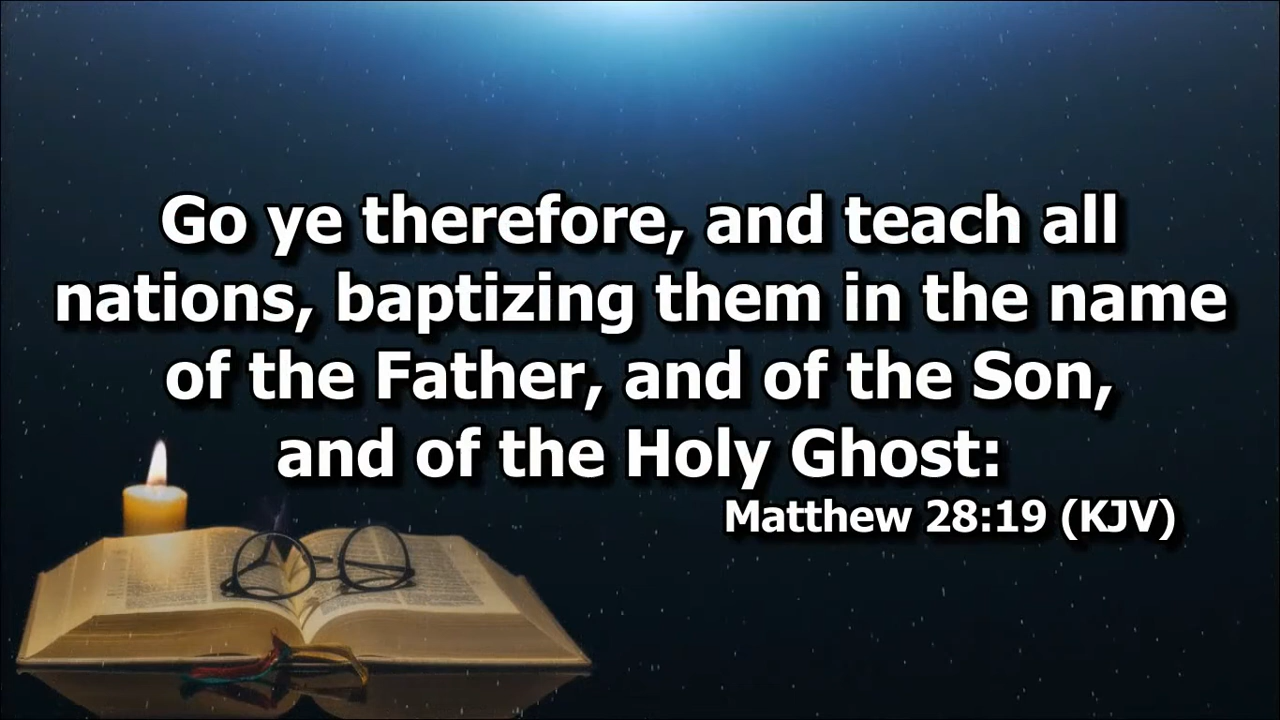 Go ye therefore, and teach all
nations, baptizing them in the name
of the Father, and of the Son,
and of the Holy Ghost:
Matthew 28:19 (KJV)